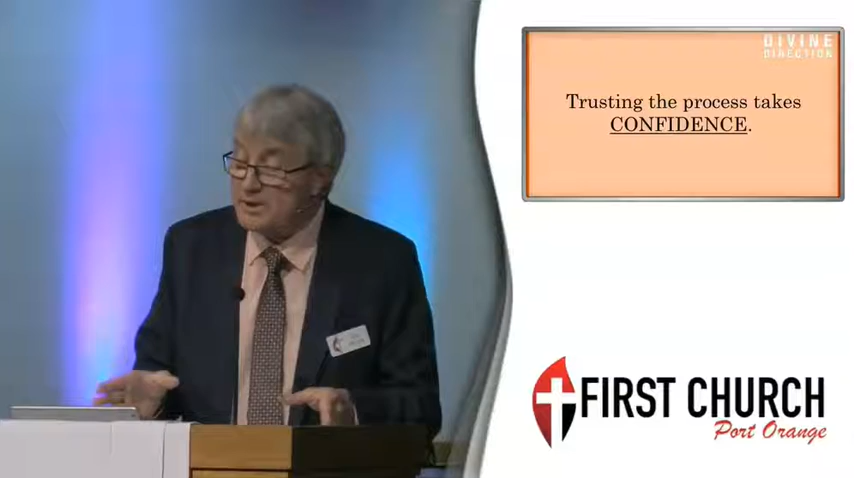 DIVINE
DIRECTION
Trusting the process takes
CONFIDENCE.
FIRST CHURCH
Port Orange